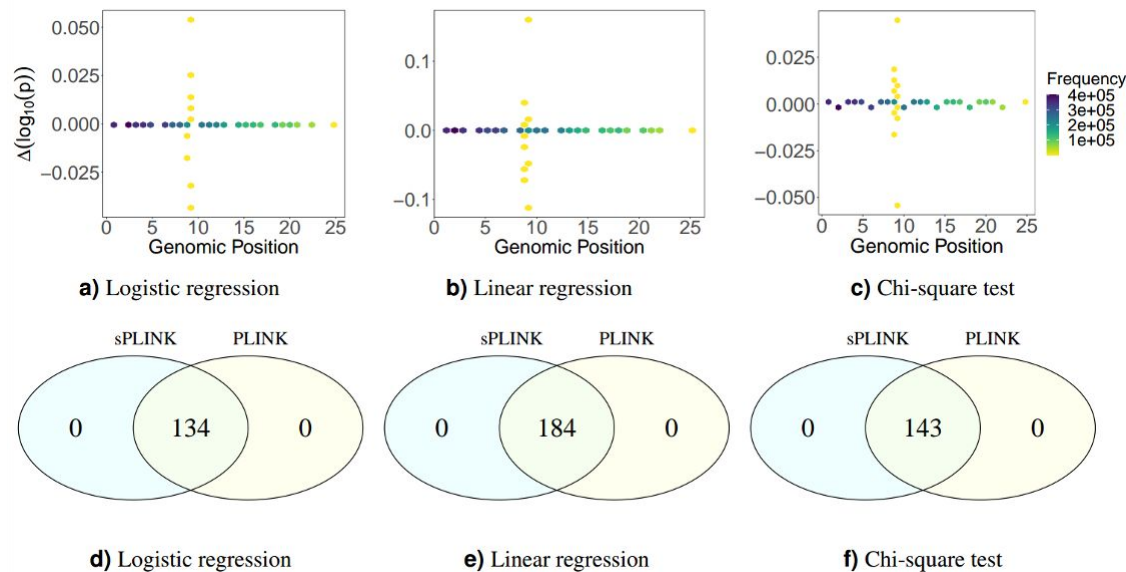 Δ(log10(p))
0.050
0.025
0.000
−0.025
0 5 10 15 20 25
Genomic Position
a) Logistic regression
0.1
0.0
−0.1
0 5 10 15 20 25
Genomic Position
b) Linear regression
0.025
0.000
−0.025
−0.050
0 5 10 15 20 25
Genomic Position
c) Chi-square test
Frequency
4e+05
3e+05
2e+05
1e+05
sPLINK PLINK
0 134 0
d) Logistic regression
sPLINK PLINK
0 184 0
e) Linear regression
sPLINK PLINK
0 143 0
f) Chi-square test